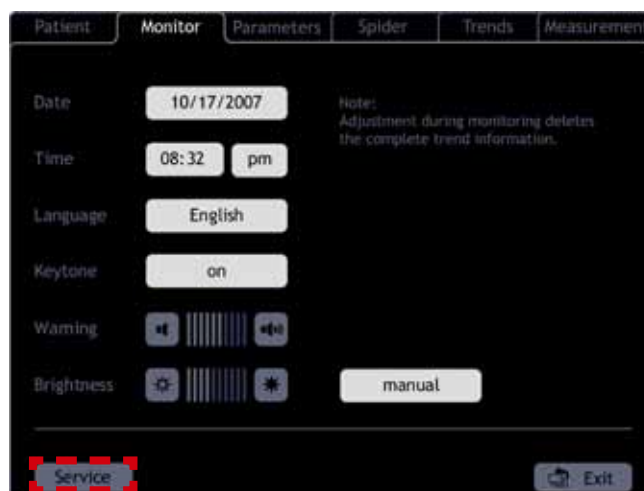 Patient Monitor Parameters Spider Trends Measuremen
Date 10/17/2007
Note:
Adjustment during monitoring deletes
the complete trend information.
Time 08:32 pm
Language English
Keytone on
Warning
Brightness manual
Service Exit